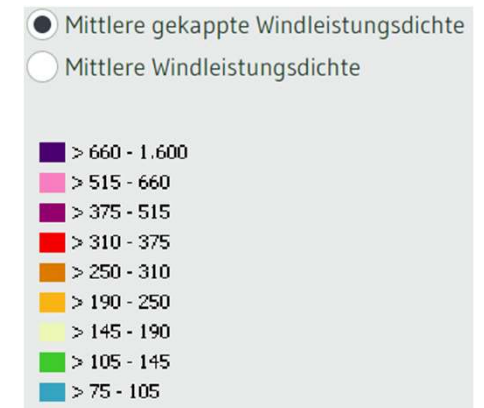 Mittlere gekappte Windleistungsdichte
Mittlere Windleistungsdichte
> 660 - 1.600
> 515 - 660
> 375 - 515
> 310 - 375
> 250 - 310
> 190 - 250
> 145 - 190
> 105 - 145
> 75 - 105